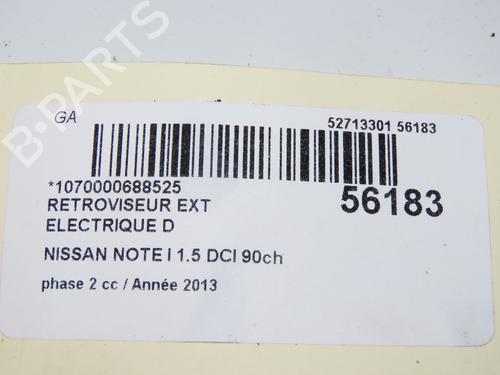 GA
52713301 56183
*1070000688525
56183
RETROVISEUR EXT
ELECTRIQUE D
NISSAN NOTE I 1.5 DCI 90ch
phase 2 cc / Année 2013
B-PARTS